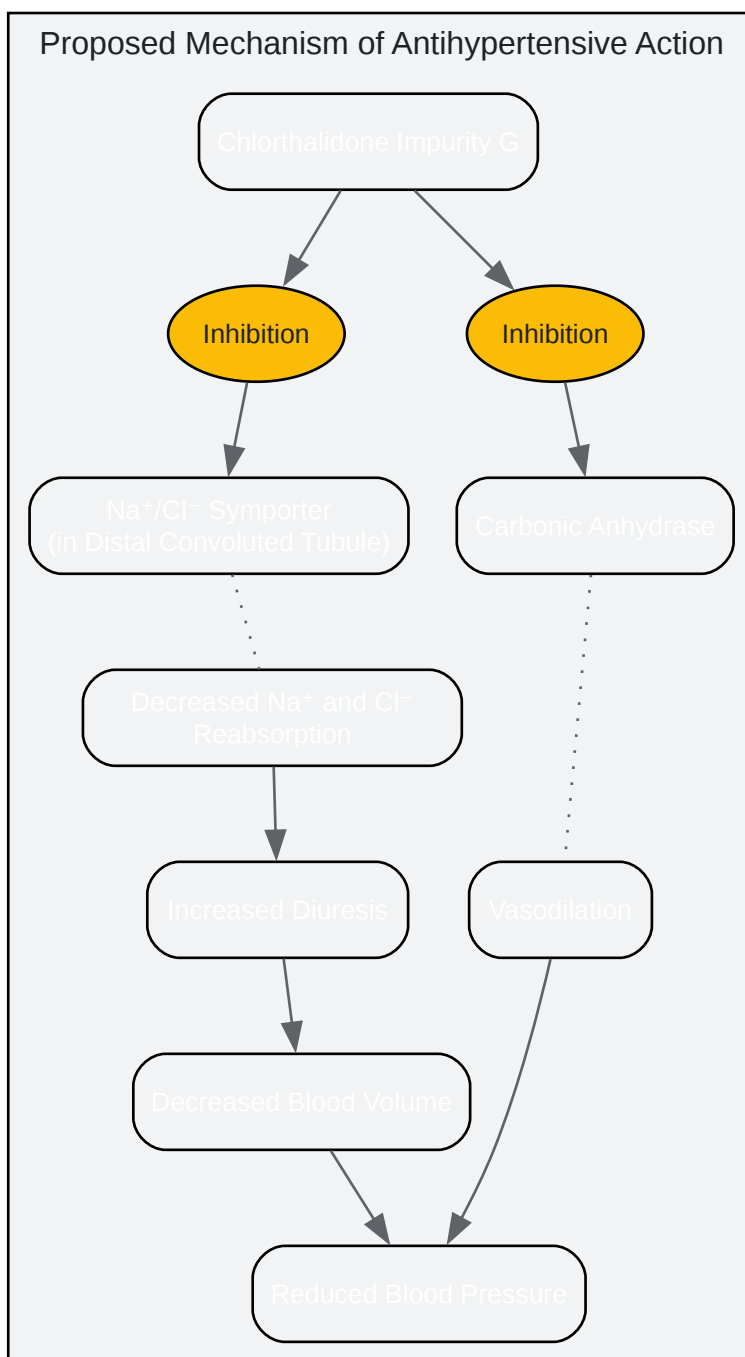 Proposed Mechanism of Antihypertensive Action
Chlorthalidone Impurity G
Inhibition
Inhibition
Na⁺/Cl⁻ Symporter
(in Distal Convoluted Tubule)
Carbonic Anhydrase
Decreased Na⁺ and Cl⁻
Reabsorption
Increased Diuresis
Vasodilation
Decreased Blood Volume
Reduced Blood Pressure